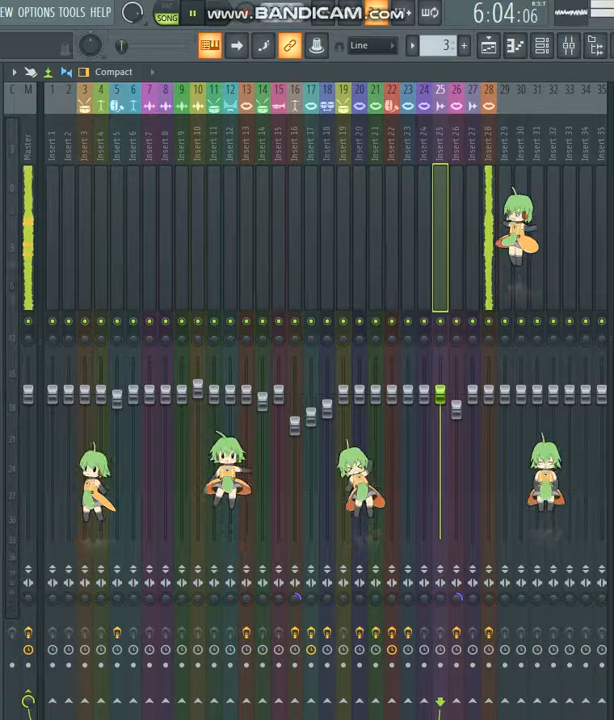 EW OPTIONS TOOLS HELP
PAT
SONG
www.BANDICAM.com
6:04:06
B:S:T
Line
3
Compact
C M 1 2 3 4 5 6 7 8 9 10 11 12 13 14 15 16 17 18 19 20 21 22 23 24 25 26 27 28 29 30 31 32 33 34 35
Master Insert 1 Insert 2 Insert 3 Insert 4 Insert 5 Insert 6 Insert 7 Insert 8 Insert 9 Insert 10 Insert 11 Insert 12 Insert 13 Insert 14 Insert 15 Insert 16 Insert 17 Insert 18 Insert 19 Insert 20 Insert 21 Insert 22 Insert 23 Insert 24 Insert 25 Insert 26 Insert 27 Insert 28 Insert 29 Insert 30 Insert 31 Insert 32 Insert 33 Insert 34 Insert 35